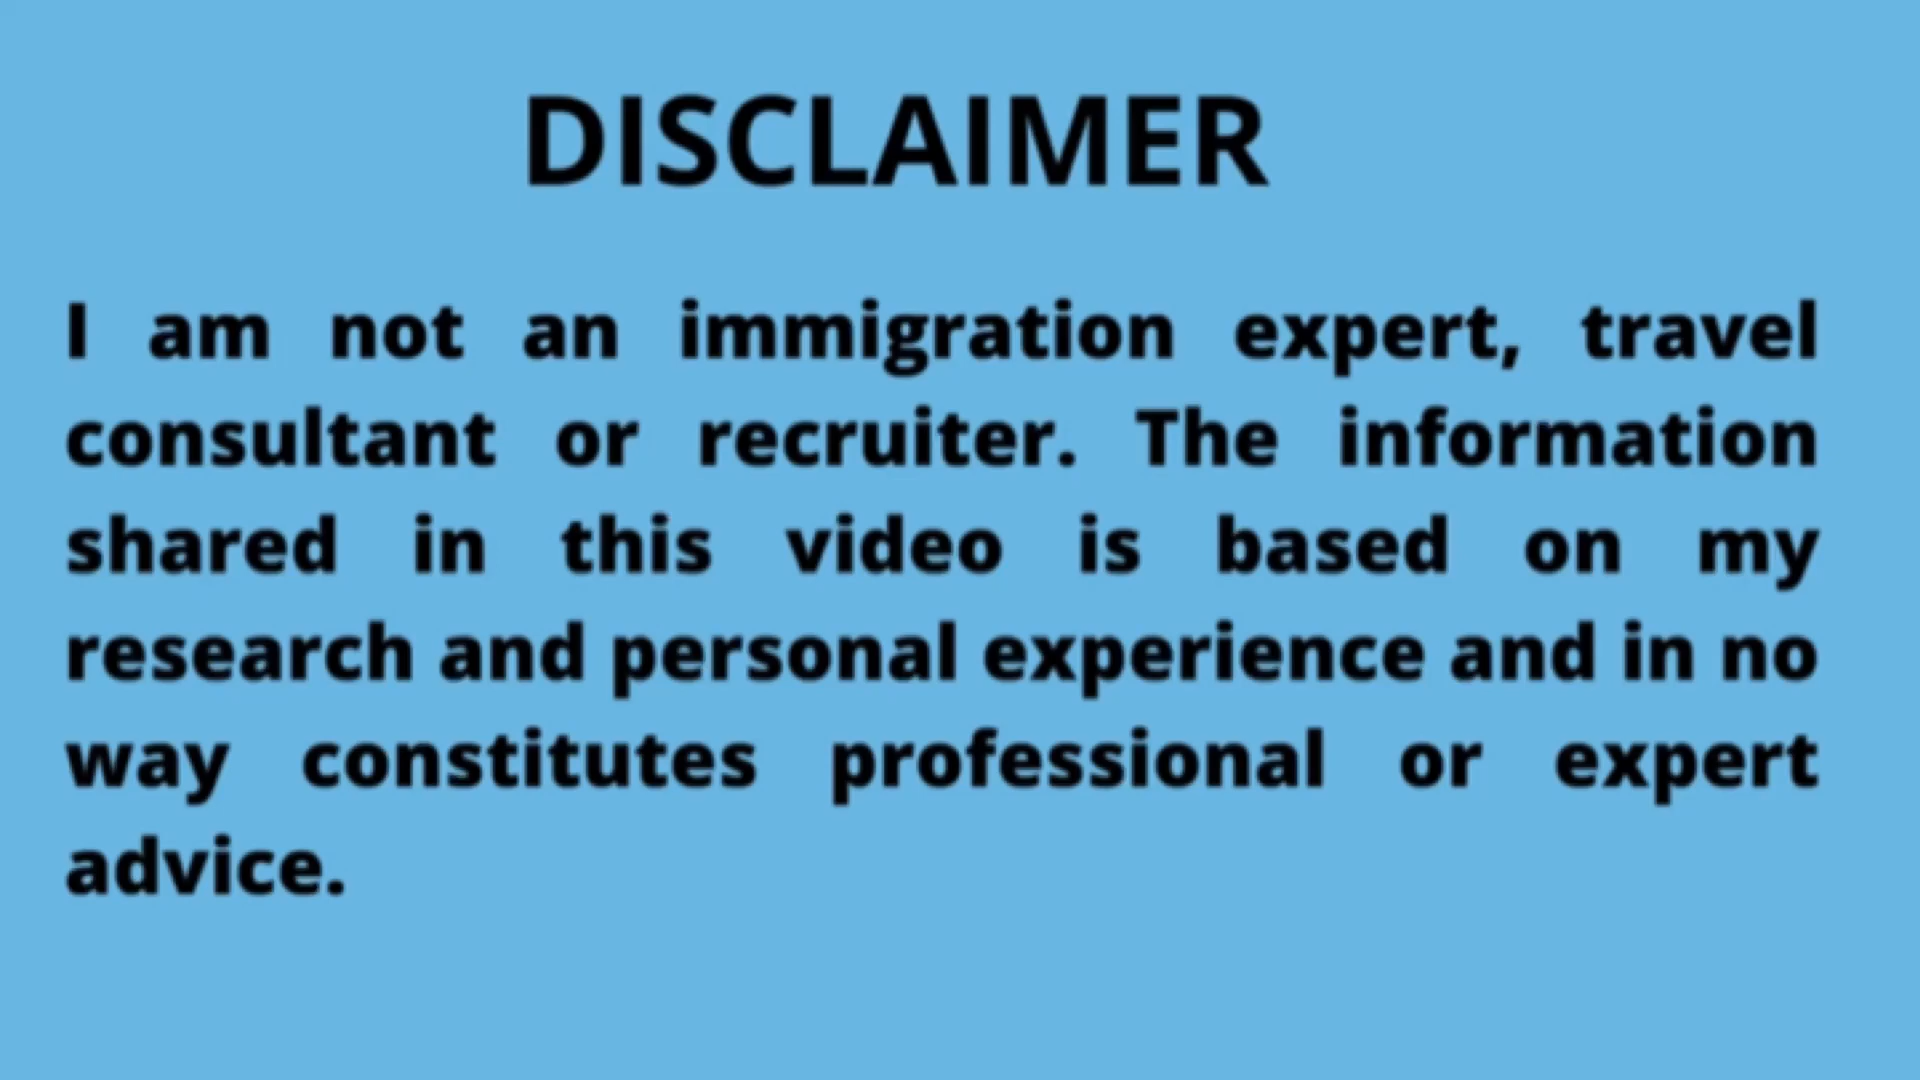 DISCLAIMER
I am not an immigration expert, travel
consultant or recruiter. The information
shared in this video is based on my
research and personal experience and in no
way constitutes professional or expert
advice.